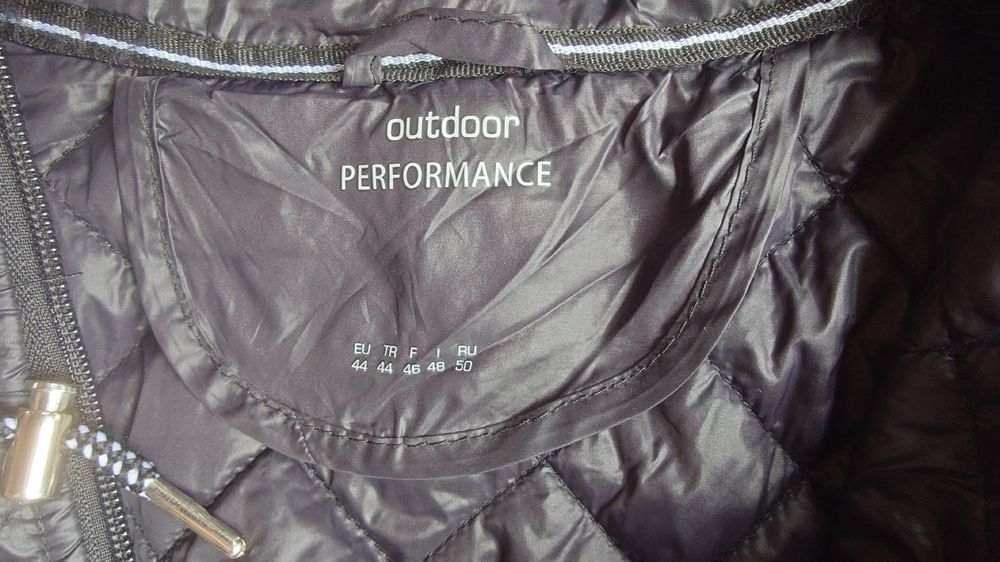 outdoor
PERFORMANCE
EU TR F I RU
44 44 46 48 50